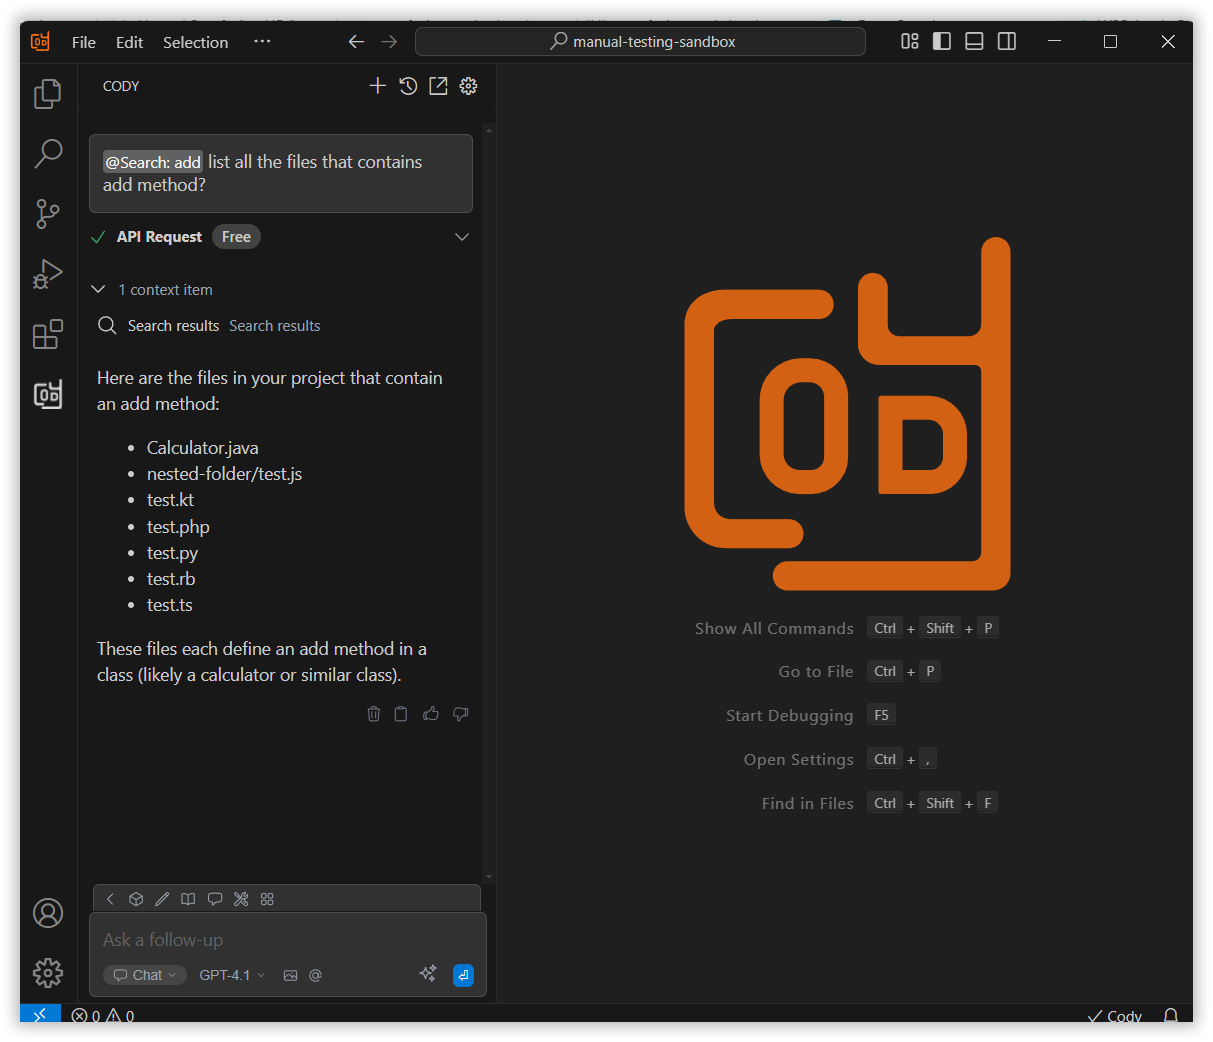 File Edit Selection ...
manual-testing-sandbox
CODY
@Search: add list all the files that contains
add method?
API Request Free
1 context item
Search results Search results
Here are the files in your project that contain
an add method:
Calculator.java
nested-folder/test.js
test.kt
test.php
test.py
test.rb
test.ts
These files each define an add method in a
class (likely a calculator or similar class).
Ask a follow-up
Chat GPT-4.1
CODY
Show All Commands Ctrl + Shift + P
Go to File Ctrl + P
Start Debugging F5
Open Settings Ctrl + ,
Find in Files Ctrl + Shift + F
0 0 Cody